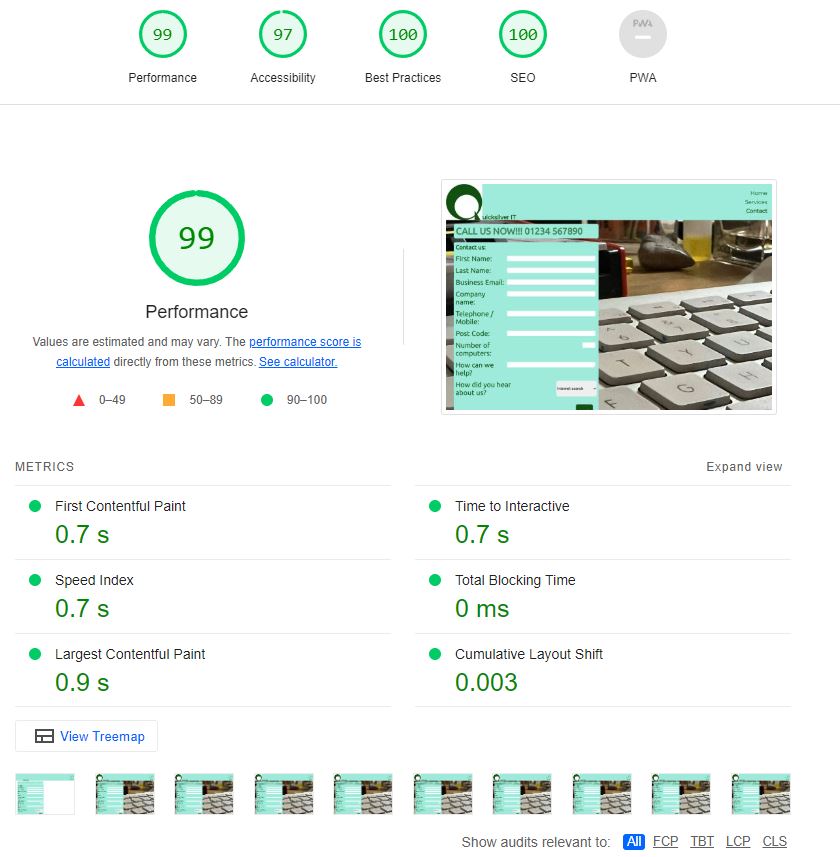 99
97
100
100
PWA
Performance
Accessibility
Best Practices
SEO
PWA
99
Performance
Values are estimated and may vary. The performance score is
calculated directly from these metrics. See calculator.
0–49
50–89
90–100
Home
Services
Contact
uicksilver IT
CALL US NOW!!! 01234 567890
Contact us:
First Name:
Last Name:
Business Email:
Company
name:
Telephone /
Mobile:
Post Code:
Number of
computers:
How can we
help?
How did you hear
about us?
Internet search
T
Y
U
G
H
METRICS
Expand view
First Contentful Paint
0.7 s
Time to Interactive
0.7 s
Speed Index
0.7 s
Total Blocking Time
0 ms
Largest Contentful Paint
0.9 s
Cumulative Layout Shift
0.003
View Treemap
Show audits relevant to: All FCP TBT LCP CLS